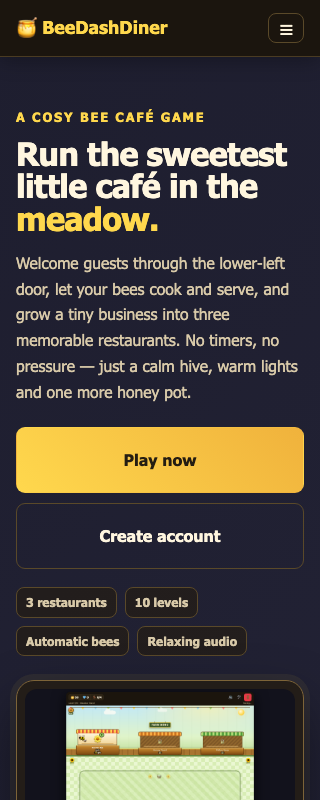 BeeDashDiner
A COSY BEE CAFÉ GAME
Run the sweetest
little café in the
meadow.
Welcome guests through the lower-left
door, let your bees cook and serve, and
grow a tiny business into three
memorable restaurants. No timers, no
pressure — just a calm hive, warm lights
and one more honey pot.
Play now
Create account
3 restaurants
10 levels
Automatic bees
Relaxing audio